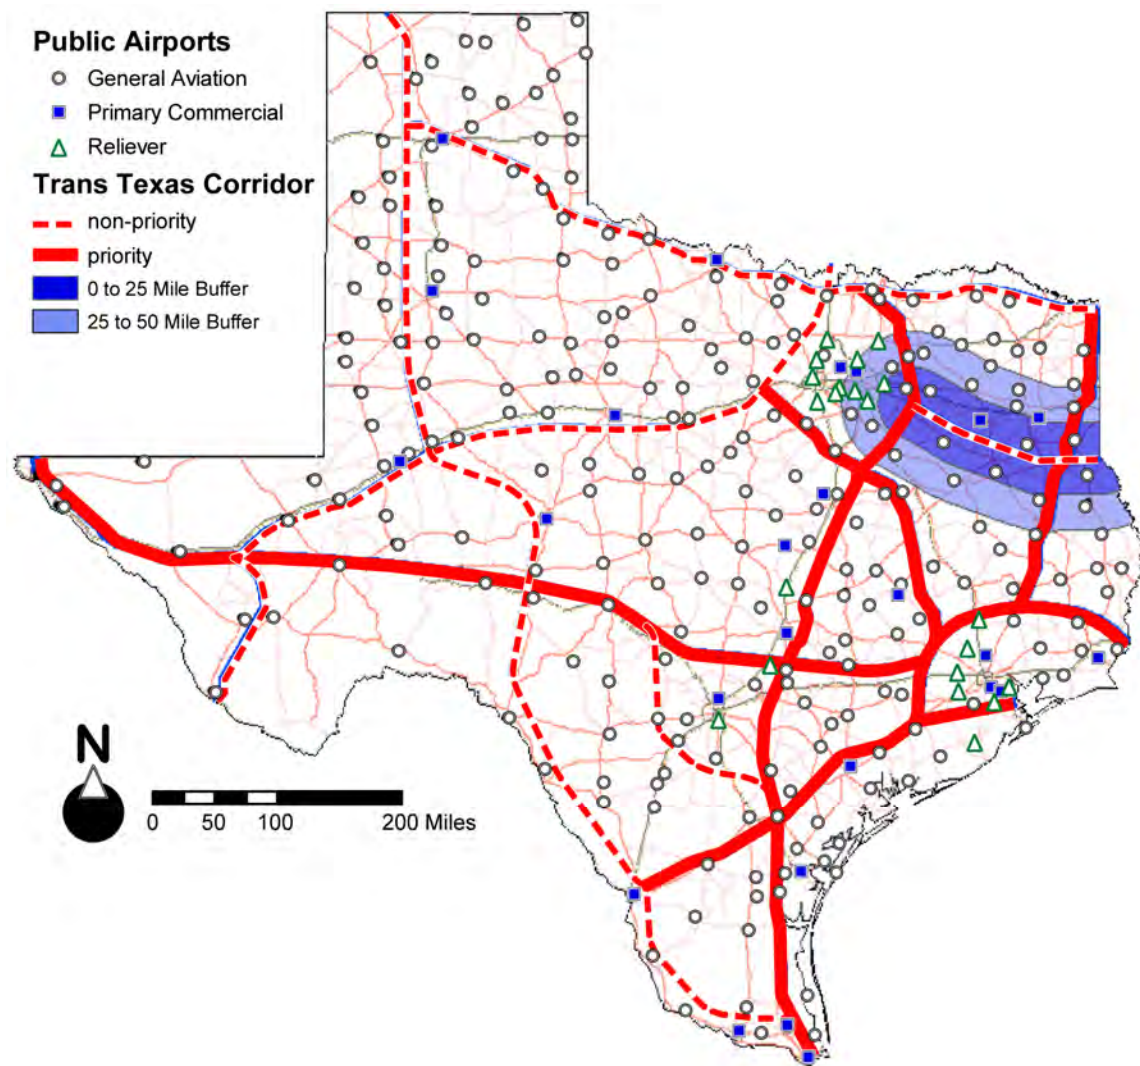 Public Airports
General Aviation
Primary Commercial
Reliever
Trans Texas Corridor
non-priority
priority
0 to 25 Mile Buffer
25 to 50 Mile Buffer
N
0 50 100 200 Miles